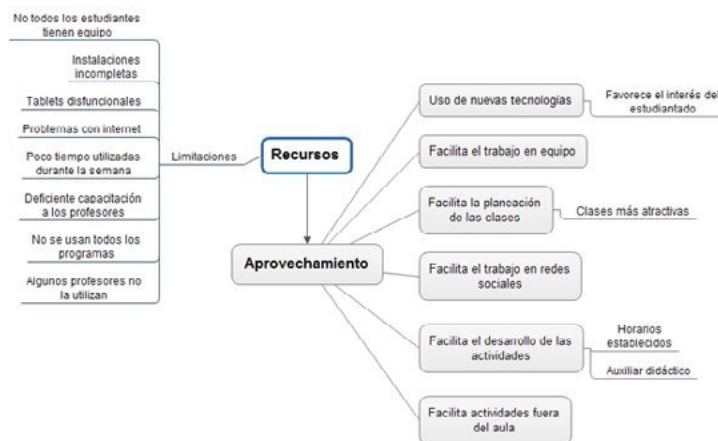 No todos los estudiantes
tienen equipo
Instalaciones
incompletas
Tablets disfuncionales
Problemas con internet
Poco tiempo utilizadas
durante la semana
Deficiente capacitación
a los profesores
No se usan todos los
programas
Algunos profesores no
la utilizan
Limitaciones
Recursos
Aprovechamiento
Uso de nuevas tecnologías
Favorece el interés del
estudiantado
Facilita el trabajo en equipo
Facilita la planeación
de las clases
Clases más atractivas
Facilita el trabajo en redes
sociales
Facilita el desarrollo de las
actividades
Horarios
establecidos
Auxiliar didáctico
Facilita actividades fuera
del aula